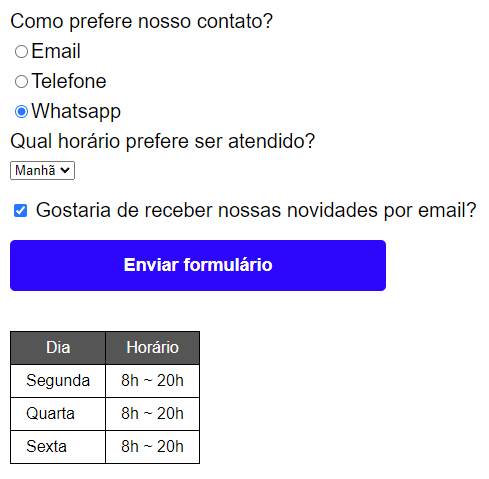 Como prefere nosso contato?
Email
Telefone
Whatsapp
Qual horário prefere ser atendido?
Manhã
Gostaria de receber nossas novidades por email?
Enviar formulário
Dia Horário
Segunda 8h ~ 20h
Quarta 8h ~ 20h
Sexta 8h ~ 20h